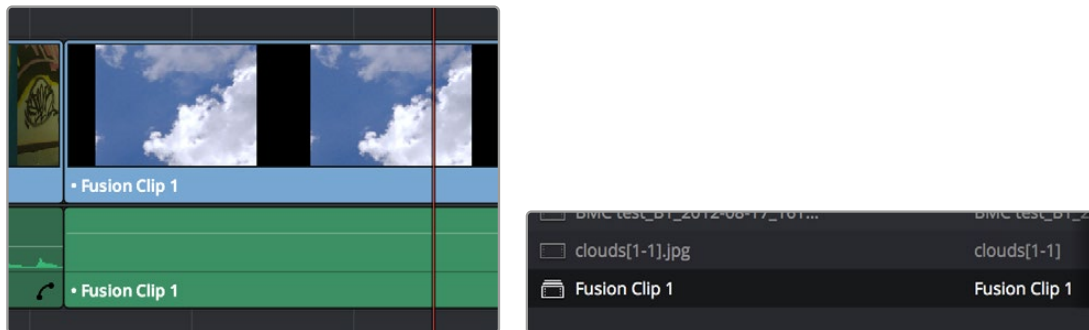 • Fusion Clip 1
• Fusion Clip 1
clouds[1-1].jpg clouds[1-1]
Fusion Clip 1 Fusion Clip 1